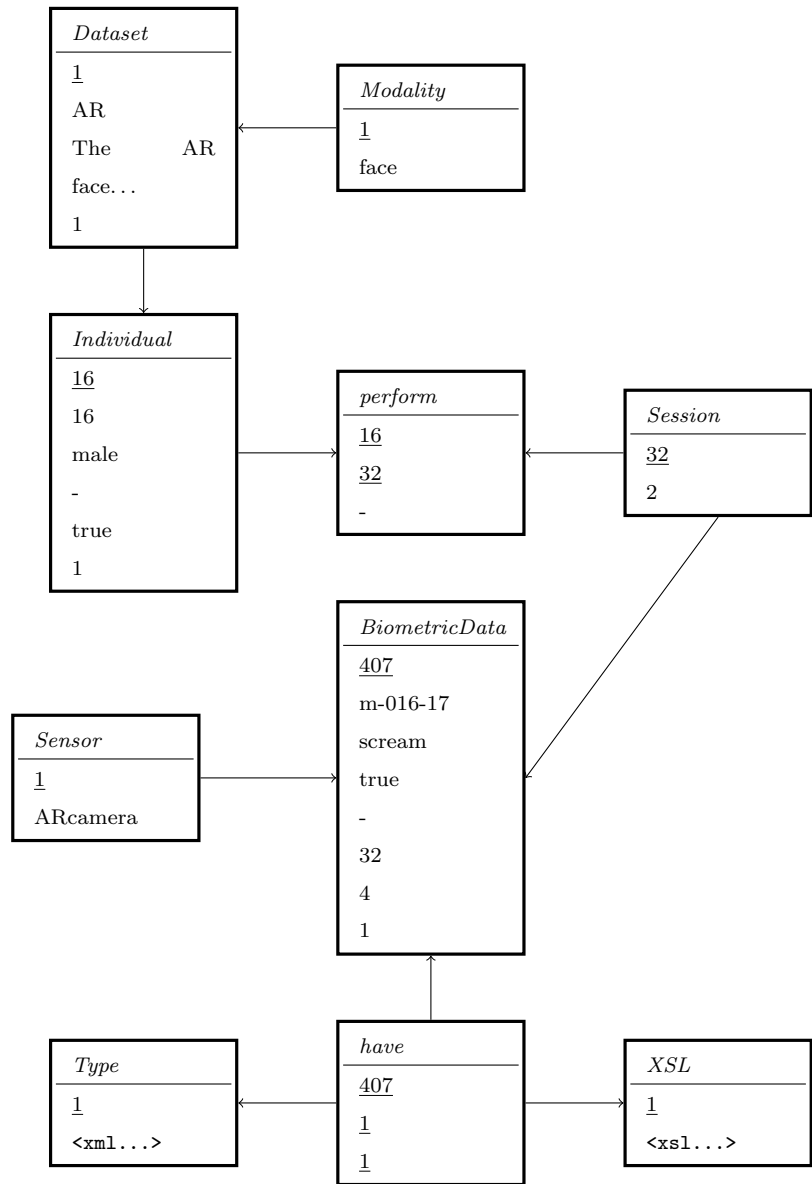 Dataset
1
AR
The AR
face...
1
Modality
1
face
Individual
16
16
male
-
true
1
perform
16
32
-
Session
32
2
BiometricData
407
m-016-17
scream
true
-
32
4
1
Sensor
1
ARcamera
Type
1
<xml...>
have
407
1
1
XSL
1
<xsl...>